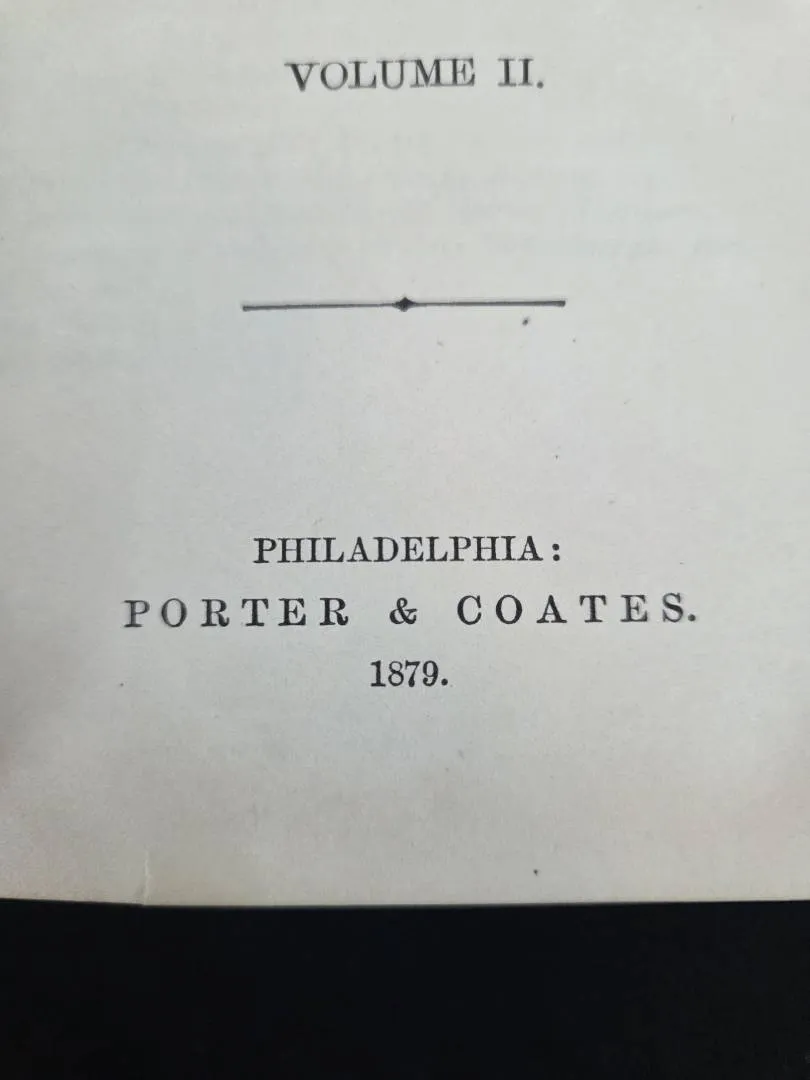 VOLUME II.
PHILADELPHIA:
PORTER & COATES.
1879.